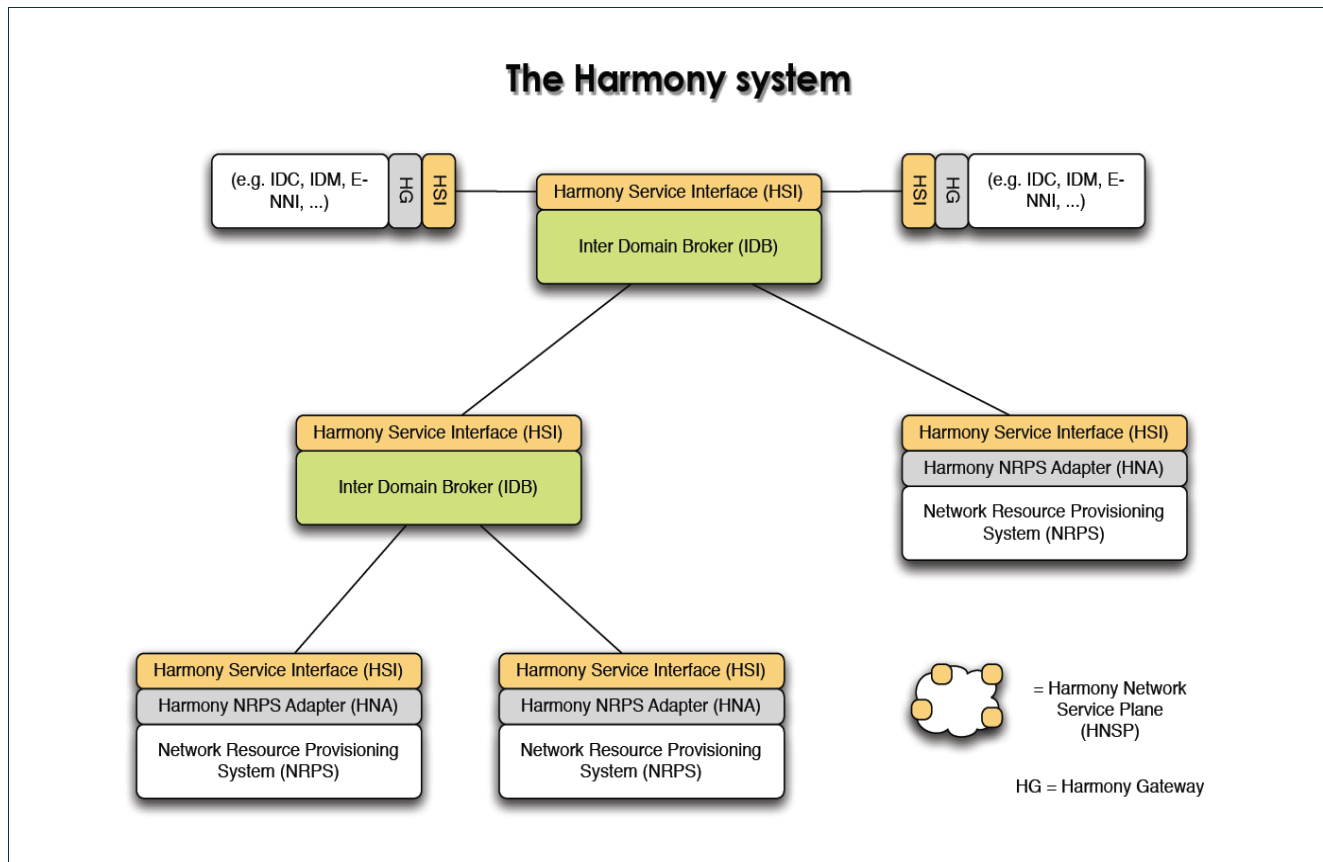 The Harmony system
(e.g. IDC, IDM, E-
NNI, ...)
HG
HSI
Harmony Service Interface (HSI)
Inter Domain Broker (IDB)
HSI
HG
(e.g. IDC, IDM, E-
NNI, ...)
Harmony Service Interface (HSI)
Inter Domain Broker (IDB)
Harmony Service Interface (HSI)
Harmony NRPS Adapter (HNA)
Network Resource Provisioning
System (NRPS)
Harmony Service Interface (HSI)
Harmony NRPS Adapter (HNA)
Network Resource Provisioning
System (NRPS)
Harmony Service Interface (HSI)
Harmony NRPS Adapter (HNA)
Network Resource Provisioning
System (NRPS)
= Harmony Network
Service Plane
(HNSP)
HG = Harmony Gateway